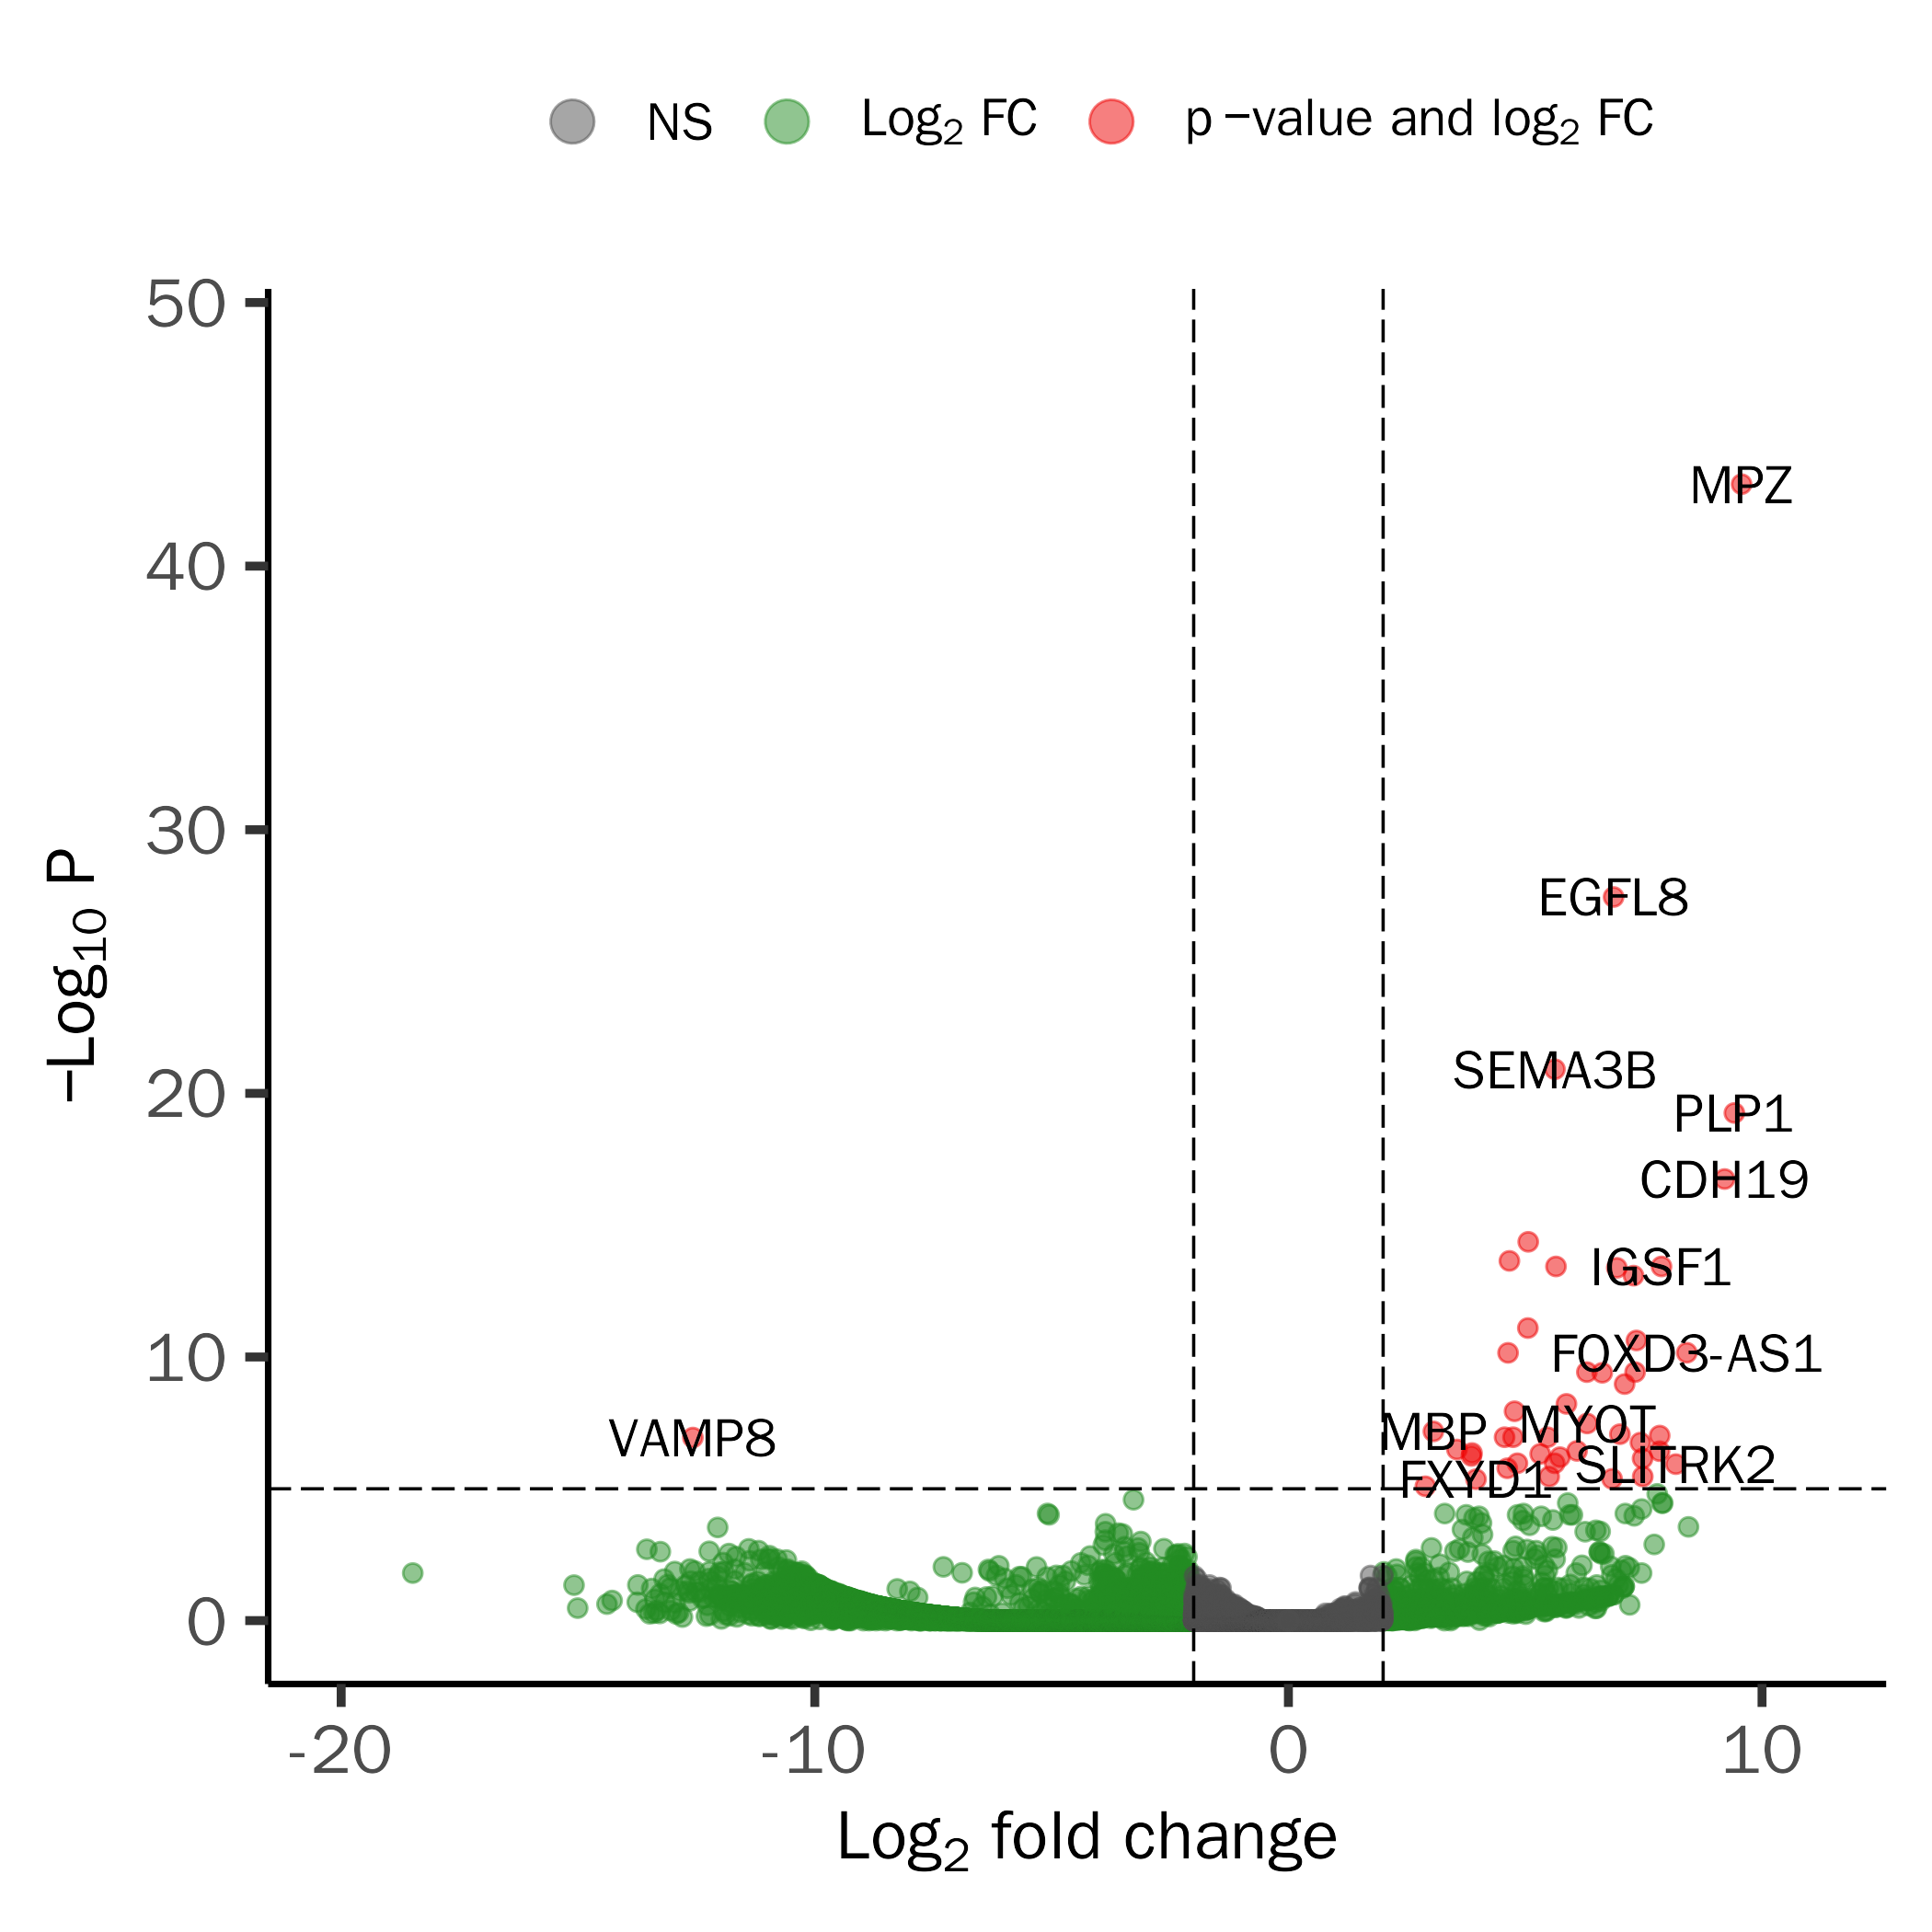 NS Log₂ FC p −value and log₂ FC
50
40
30
20
10
0
−Log₁₀ P
MPZ
EGFL8
SEMA3B
PLP1
CDH19
IGSF1
FOXD3-AS1
MBP
MYOT
VAMP8
SLITRK2
FXYD1
-20 -10 0 10
Log₂ fold change